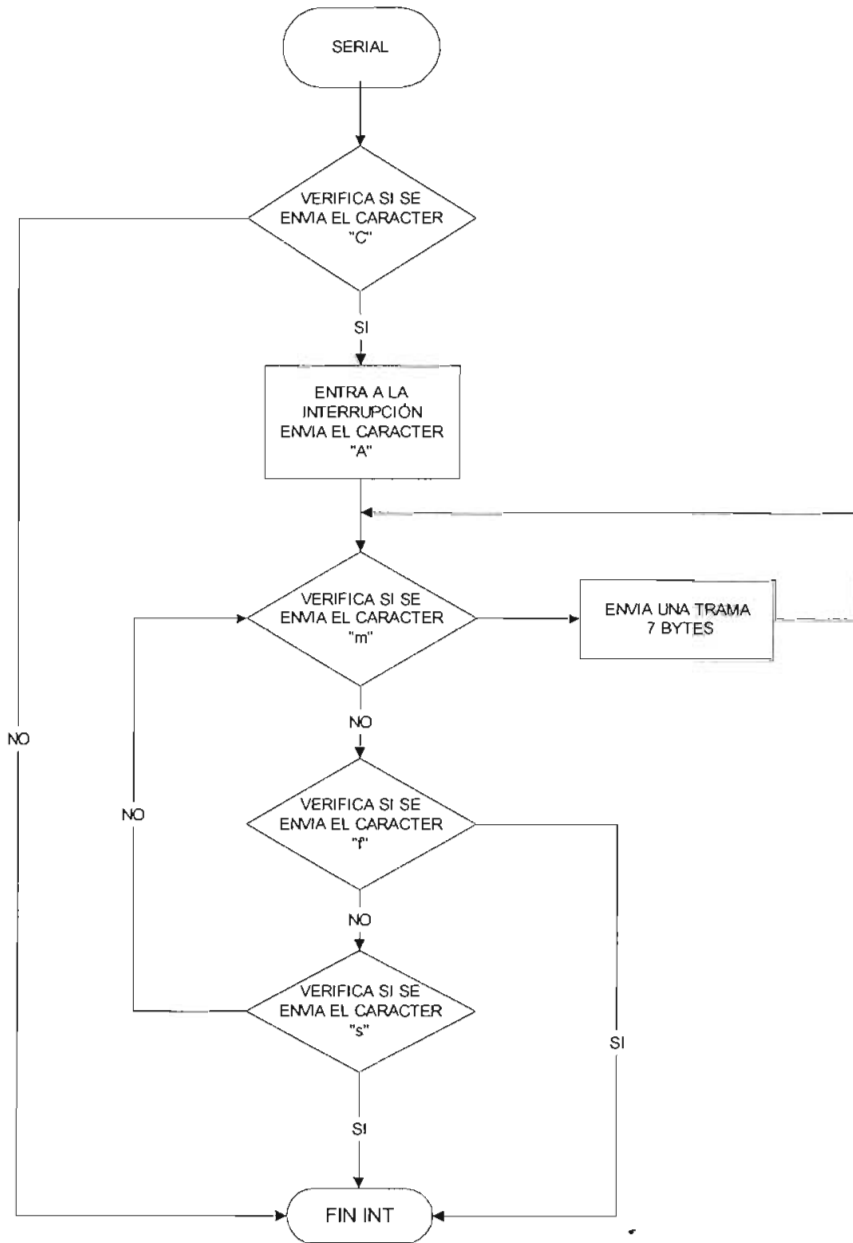 SERIAL
VERIFICA SI SE
ENVIA EL CARACTER
"C"
SI
ENTRA A LA
INTERRUPCIÓN
ENVIA EL CARACTER
"A"
VERIFICA SI SE
ENVIA EL CARACTER
"m"
ENVIA UNA TRAMA
7 BYTES
NO
NO
VERIFICA SI SE
ENVIA EL CARACTER
"f"
NO
NO
VERIFICA SI SE
ENVIA EL CARACTER
"s"
SI
SI
FIN INT